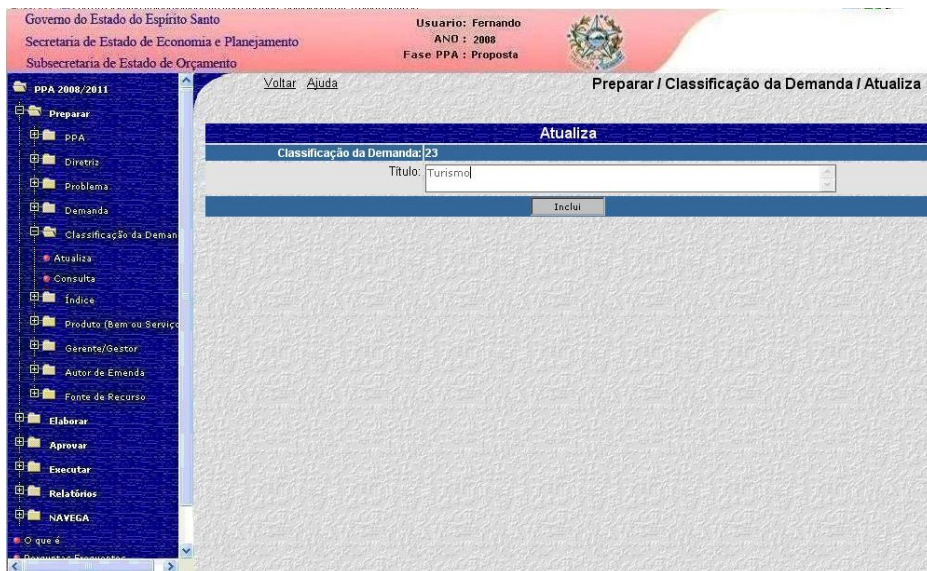 Governo do Estado do Espírito Santo
Secretaria de Estado de Economia e Planejamento
Subsecretaria de Estado de Orçamento
Usuario: Fernando
ANO : 2008
Fase PPA : Proposta
Voltar Ajuda
Preparar / Classificação da Demanda / Atualiza
PPA 2008/2011
Preparar
PPA
Diretriz
Problema
Demanda
Classificação da Deman
Atualiza
Consulta
Índice
Produto (Bem ou Serviço
Gerente/Gestor
Autor de Emenda
Fonte de Recurso
Elaborar
Aprovar
Executar
Relatórios
NAVEGA
O que é
Perguntas Frequentes
Atualiza
Classificação da Demanda: 23
Título: Turismo
Inclui